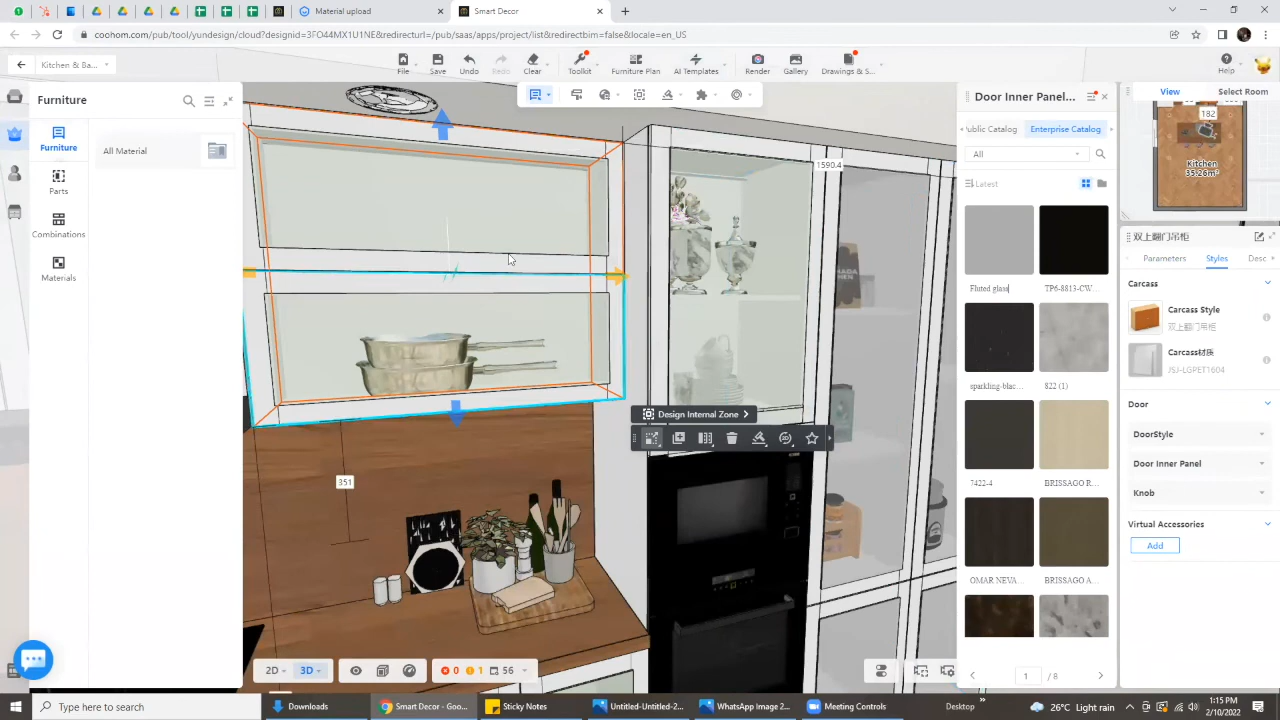 Material upload
Smart Decor
coohom.com/pub/tool/yundesign/cloud?designid=3FO44MX1U1NE&redirecturl=/pub/saas/apps/project/list&redirectbim=false&locale=en_US
Kitchen & Ba...
File
Save
Undo
Redo
Clear
Toolkit
Furniture Plan
AI Templates
Render
Gallery
Drawings & S...
Help
Furniture
Furniture
Parts
Combinations
Materials
All Material
1590.4
351
Design Internal Zone
2D
3D
0
1
56
Door Inner Panel...
Public Catalog
Enterprise Catalog
All
Latest
Fluted glass
TP6-8813-CW...
sparkling-blac...
822 (1)
7422-4
BRISSAGO R...
OMAR NEVA...
BRISSAGO A...
1 / 8
View
Select Room
182
Kitchen
35.26m²
双上翻门吊柜
Parameters
Styles
Desc
Carcass
Carcass Style
双上翻门吊柜
Carcass材质
JSJ-LGPET1604
Door
DoorStyle
Door Inner Panel
Knob
Virtual Accessories
Add
Type here to search
Downloads
Smart Decor - Goo...
Sticky Notes
Untitled-Untitled-2...
WhatsApp Image 2...
Meeting Controls
Desktop
26°C Light rain
1:15 PM
2/10/2022